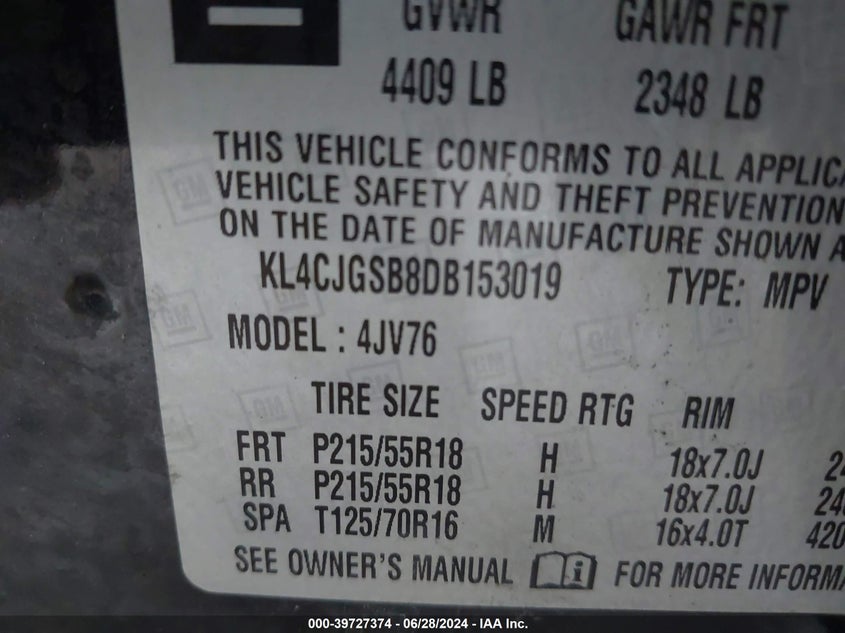 GVWR GAWR FRT
4409 LB 2348 LB
THIS VEHICLE CONFORMS TO ALL
VEHICLE SAFETY AND THEFT PREVENTION
ON THE DATE OF MANUFACTURE SHOWN
KL4CJGSB8DB153019 TYPE: MPV
MODEL : 4JV76
TIRE SIZE SPEED RTG RIM
FRT P215/55R18 H 18x7.0J
RR P215/55R18 H 18x7.0J
SPA T125/70R16 M 16x4.0T 420
SEE OWNER'S MANUAL FOR MORE
000-39727374 - 06/28/2024 - IAA Inc.